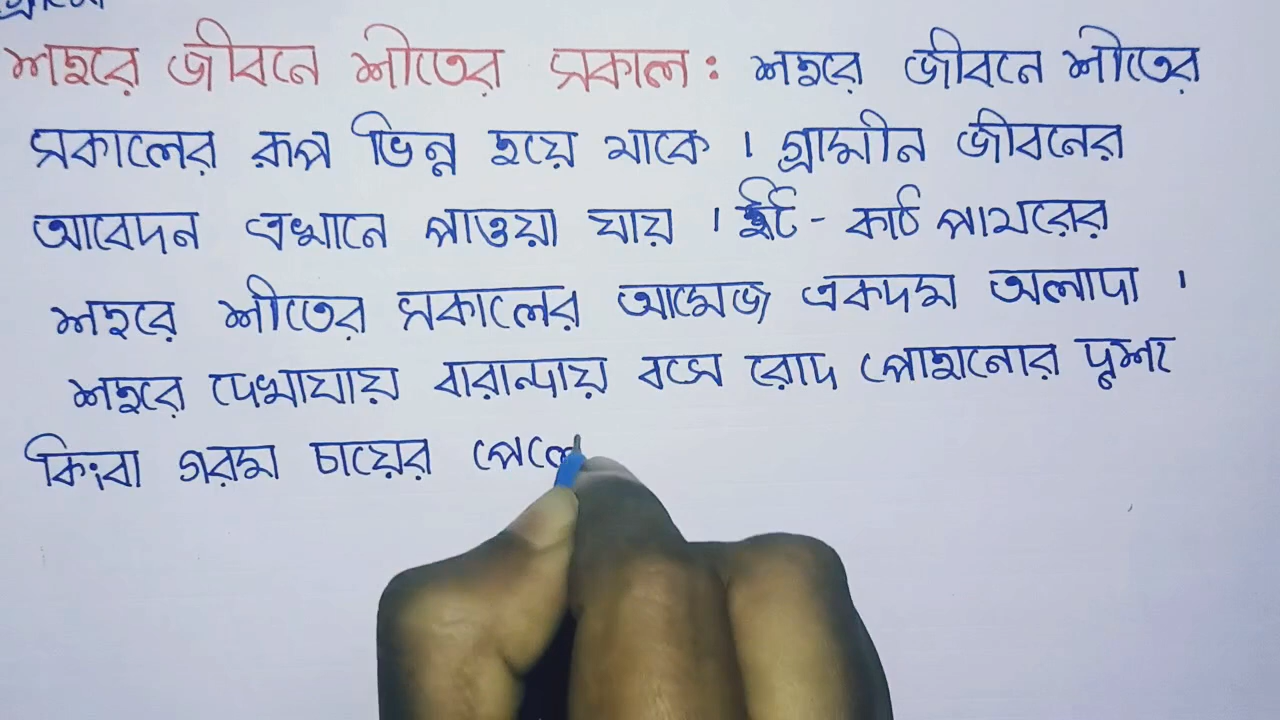 শহরে জীবনে শীতের সকাল : শহরে জীবনে শীতের
সকালের রূপ ভিন্ন হয়ে থাকে । গ্রামীন জীবনের
আবেদন এখানে পাওয়া যায় । ইট - কাঠ পাথরের
শহরে শীতের সকালের আমেজ একদম অলাদা ।
শহরে দেখাযায় বারান্দায় বসে রোদ পোহানোর দৃশ্য
কিংবা গরম চায়ের পেলে